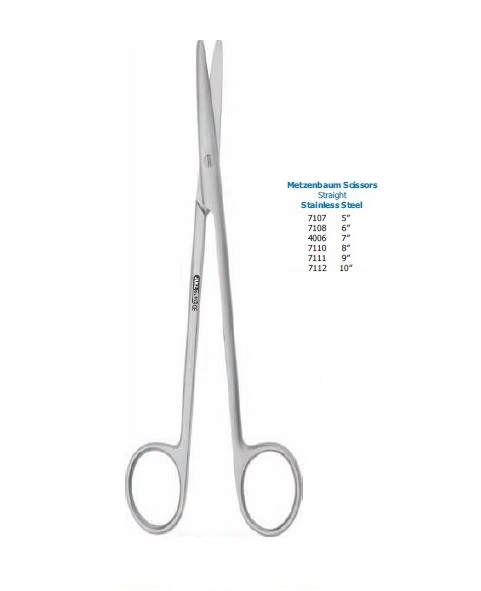 Metzenbaum Scissors
Straight
Stainless Steel
7107 5"
7108 6"
4006 7"
7110 8"
7111 9"
7112 10"